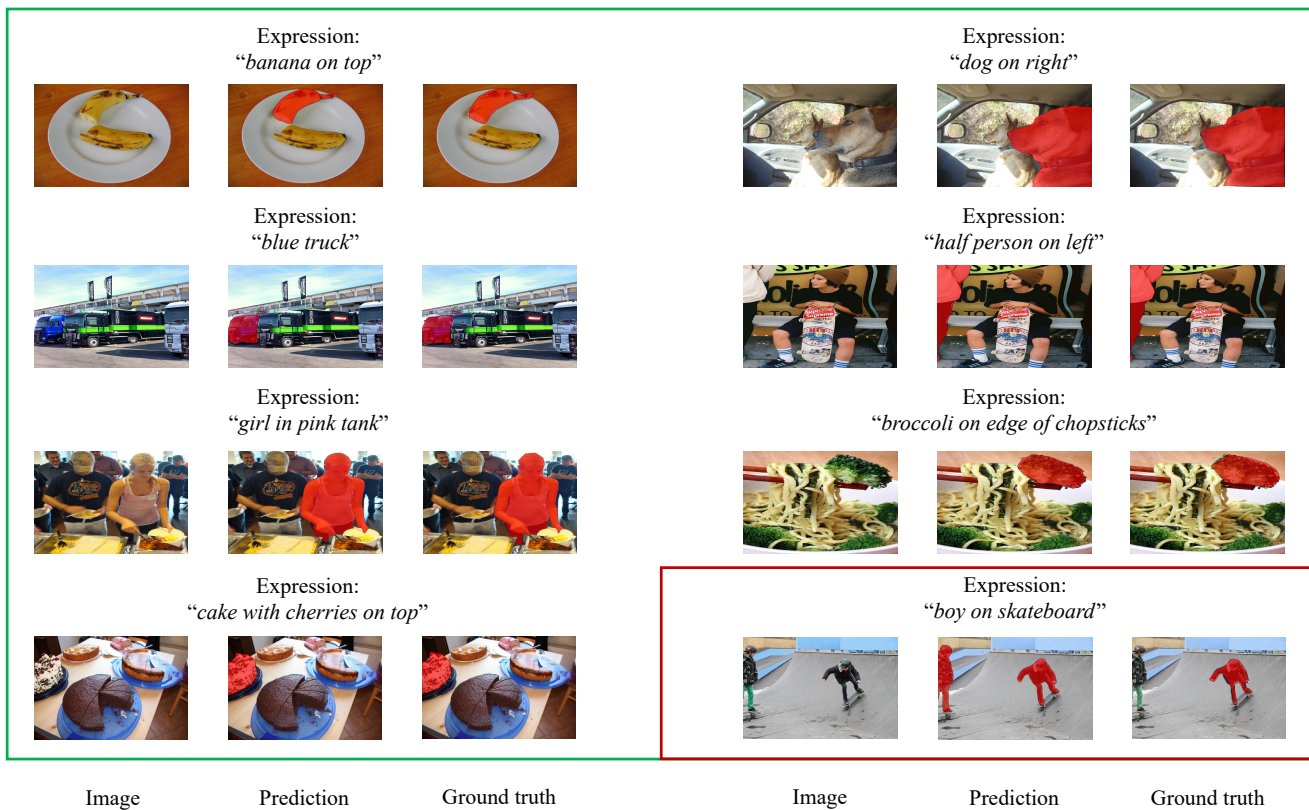 Expression:
“banana on top”
Expression:
“dog on right”
Expression:
“blue truck”
Expression:
“half person on left”
Expression:
“girl in pink tank”
Expression:
“broccoli on edge of chopsticks”
Expression:
“cake with cherries on top”
Expression:
“boy on skateboard”
Image Prediction Ground truth Image Prediction Ground truth